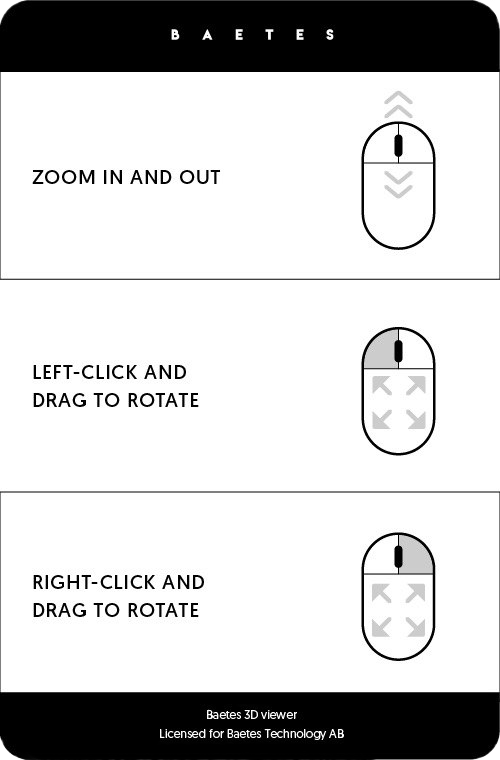 BAETES
ZOOM IN AND OUT
LEFT-CLICK AND
DRAG TO ROTATE
RIGHT-CLICK AND
DRAG TO ROTATE
Baetes 3D viewer
Licensed for Baetes Technology AB